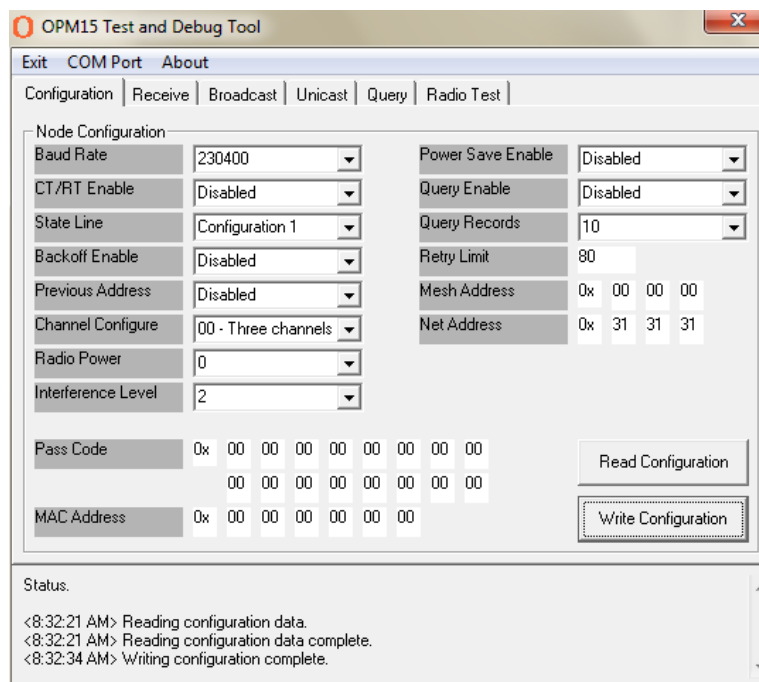 OPM15 Test and Debug Tool
Exit COM Port About
Configuration Receive Broadcast Unicast Query Radio Test
Node Configuration
Baud Rate 230400 Power Save Enable Disabled
CT/RT Enable Disabled Query Enable Disabled
State Line Configuration 1 Query Records 10
Backoff Enable Disabled Retry Limit 80
Previous Address Disabled Mesh Address 0x 00 00 00
Channel Configure 00 - Three channels Net Address 0x 31 31 31
Radio Power 0
Interference Level 2
Pass Code 0x 00 00 00 00 00 00 00 00 Read Configuration
00 00 00 00 00 00 00 00
MAC Address 0x 00 00 00 00 00 00 Write Configuration
Status.
<8:32:21 AM> Reading configuration data.
<8:32:21 AM> Reading configuration data complete.
<8:32:34 AM> Writing configuration complete.